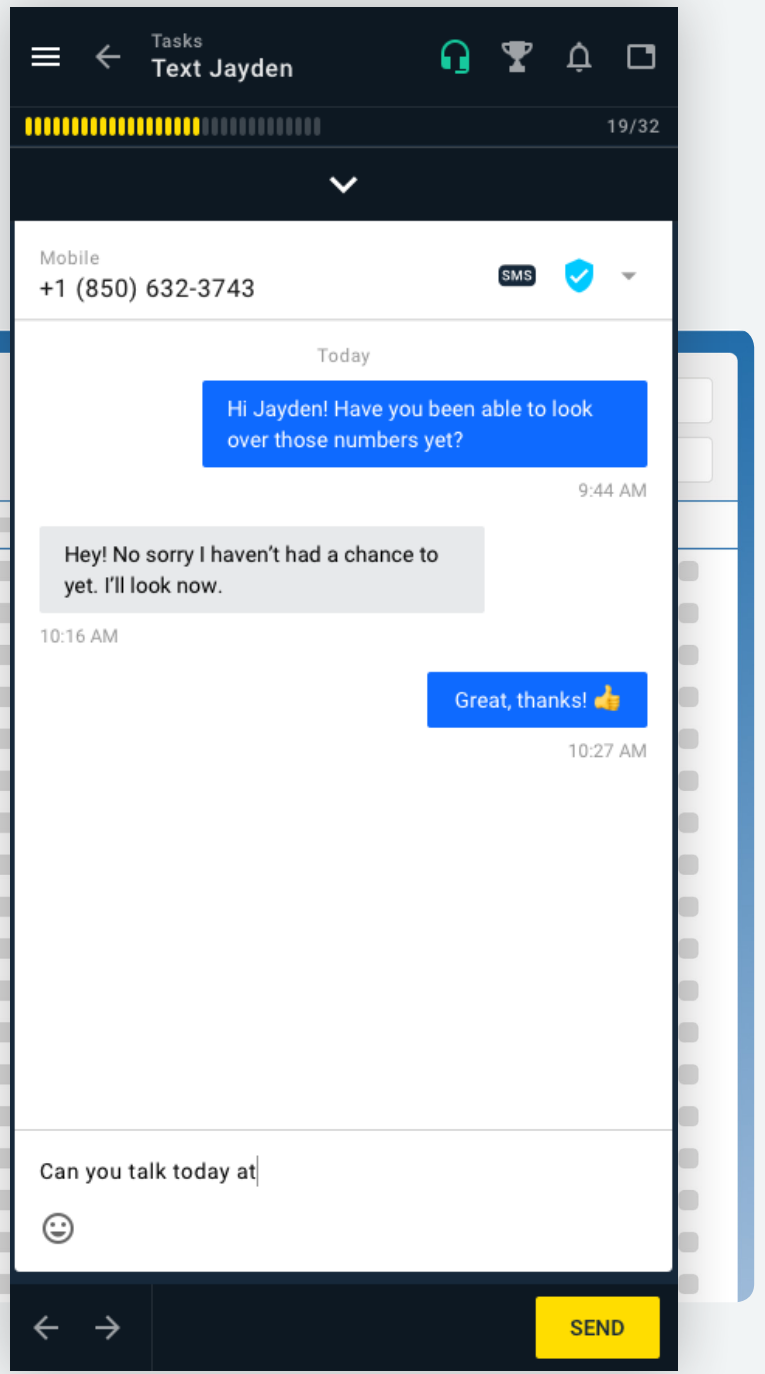 Tasks
Text Jayden
19/32
Mobile
+1 (850) 632-3743
SMS
Today
Hi Jayden! Have you been able to look
over those numbers yet?
9:44 AM
Hey! No sorry I haven’t had a chance to
yet. I’ll look now.
10:16 AM
Great, thanks! 👍
10:27 AM
Can you talk today at
SEND